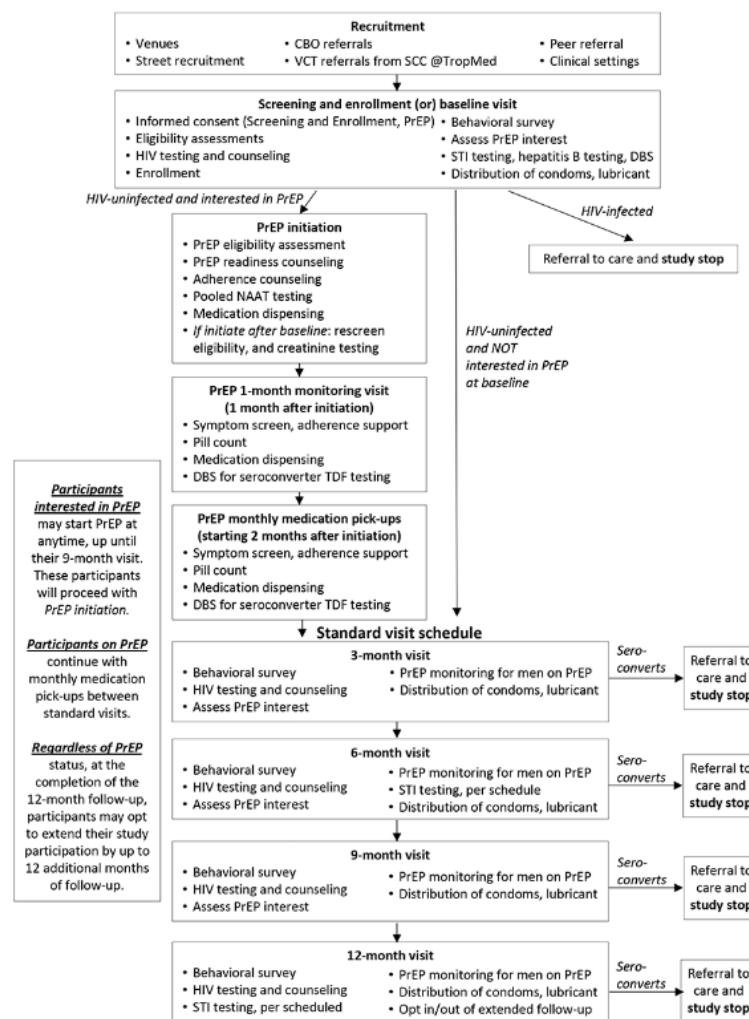 Recruitment
• Venues
• Street recruitment
• CBO referrals
• VCT referrals from SCC @TropMed
• Peer referral
• Clinical settings
Screening and enrollment (or) baseline visit
• Informed consent (Screening and Enrollment, PrEP)
• Eligibility assessments
• HIV testing and counseling
• Enrollment
• Behavioral survey
• Assess PrEP interest
• STI testing, hepatitis B testing, DBS
• Distribution of condoms, lubricant
HIV-uninfected and interested in PrEP
HIV-infected
Referral to care and study stop
PrEP initiation
• PrEP eligibility assessment
• PrEP readiness counseling
• Adherence counseling
• Pooled NAAT testing
• Medication dispensing
• If initiate after baseline: rescreen
eligibility, and creatinine testing
HIV-uninfected
and NOT
interested in PrEP
at baseline
PrEP 1-month monitoring visit
(1 month after initiation)
• Symptom screen, adherence support
• Pill count
• Medication dispensing
• DBS for seroconverter TDF testing
PrEP monthly medication pick-ups
(starting 2 months after initiation)
• Symptom screen, adherence support
• Pill count
• Medication dispensing
• DBS for seroconverter TDF testing
Participants
interested in PrEP
may start PrEP at
anytime, up until
their 9-month visit.
These participants
will proceed with
PrEP initiation.
Participants on PrEP
continue with
monthly medication
pick-ups between
standard visits.
Regardless of PrEP
status, at the
completion of the
12-month follow-up,
participants may opt
to extend their study
participation by up to
12 additional months
of follow-up.
Standard visit schedule
3-month visit
• Behavioral survey
• HIV testing and counseling
• Assess PrEP interest
• PrEP monitoring for men on PrEP
• Distribution of condoms, lubricant
Sero-
converts
Referral to
care and
study stop
6-month visit
• Behavioral survey
• HIV testing and counseling
• Assess PrEP interest
• PrEP monitoring for men on PrEP
• STI testing, per schedule
• Distribution of condoms, lubricant
Sero-
converts
Referral to
care and
study stop
9-month visit
• Behavioral survey
• HIV testing and counseling
• Assess PrEP interest
• PrEP monitoring for men on PrEP
• Distribution of condoms, lubricant
Sero-
converts
Referral to
care and
study stop
12-month visit
• Behavioral survey
• HIV testing and counseling
• STI testing, per scheduled
• PrEP monitoring for men on PrEP
• Distribution of condoms, lubricant
• Opt in/out of extended follow-up
Sero-
converts
Referral to
care and
study stop